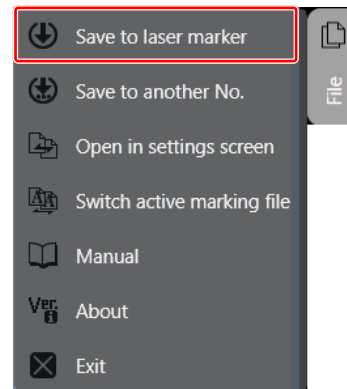 Save to laser marker
File
Save to another No.
Open in settings screen
Switch active marking file
Manual
Ver.
About
Exit